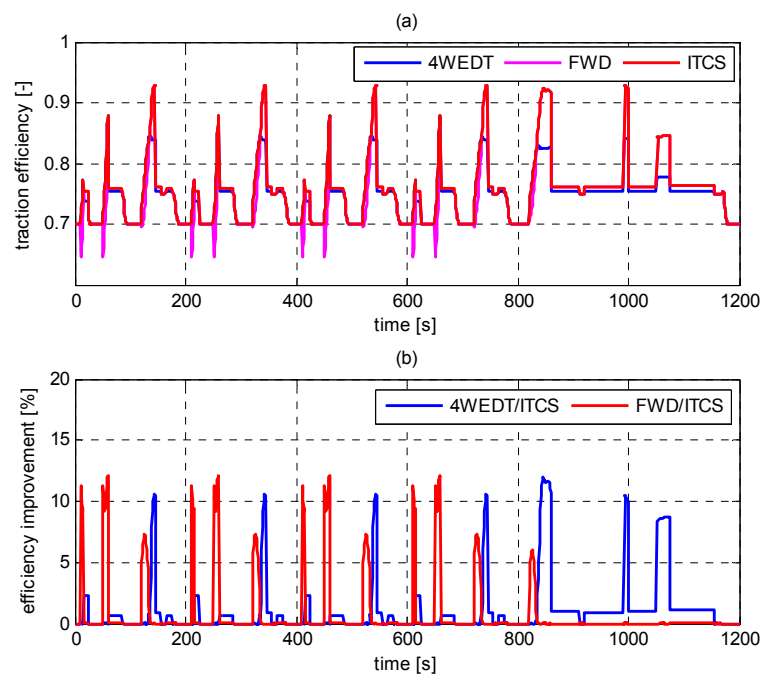 (a)
traction efficiency [-]
1
0.9
0.8
0.7
4WEDT FWD ITCS
0 200 400 600 800 1000 1200
time [s]
(b)
efficiency improvement [%]
20
15
10
5
0
4WEDT/ITCS FWD/ITCS
0 200 400 600 800 1000 1200
time [s]